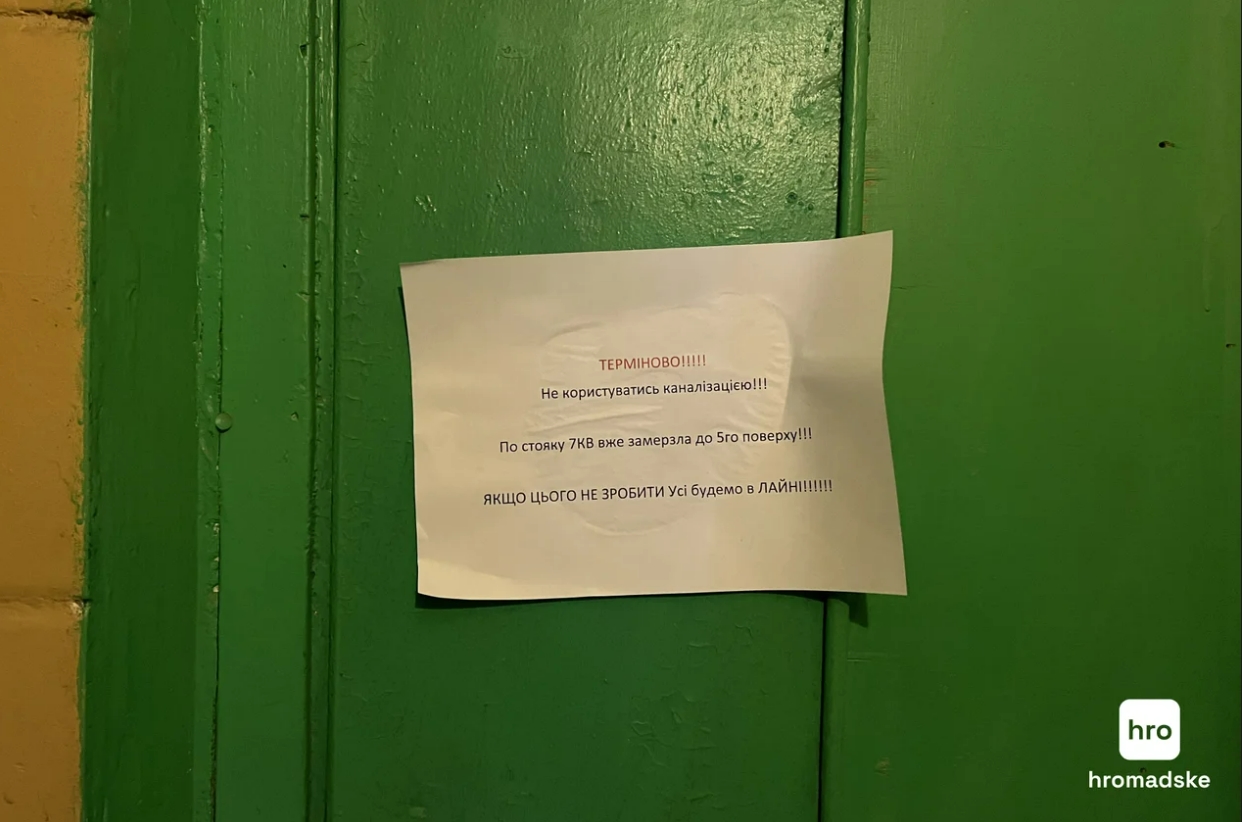 ТЕРМІНОВО!!!!!
Не користуватись каналізацією!!!
По стояку 7КВ вже замерзла до 5го поверху!!!
ЯКЩО ЦЬОГО НЕ ЗРОБИТИ Усі будемо в ЛАЙНІ!!!!!!!
hro
hromadske